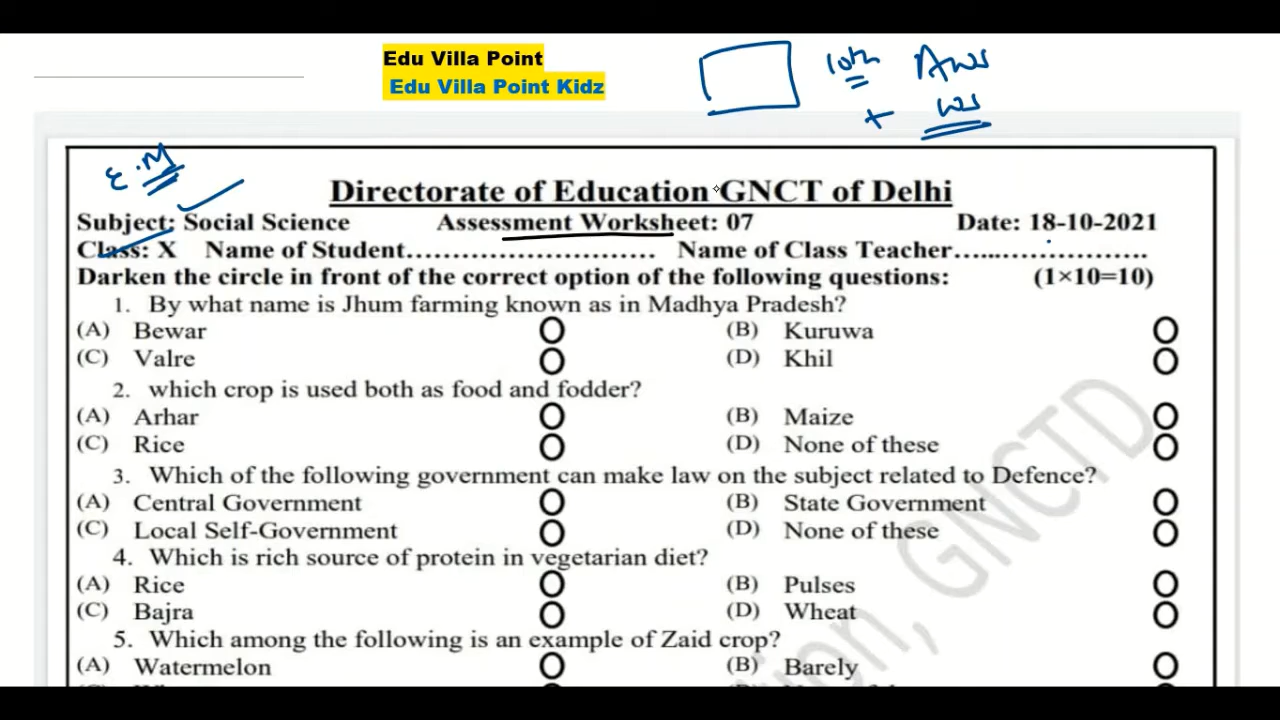 Edu Villa Point
Edu Villa Point Kidz
10th Aws
+ ws
E.M
Directorate of Education GNCT of Delhi
Subject: Social Science Assessment Worksheet: 07 Date: 18-10-2021
Class: X Name of Student.............................. Name of Class Teacher.....................
Darken the circle in front of the correct option of the following questions: (1×10=10)
1. By what name is Jhum farming known as in Madhya Pradesh?
(A) Bewar (B) Kuruwa
(C) Valre (D) Khil
2. which crop is used both as food and fodder?
(A) Arhar (B) Maize
(C) Rice (D) None of these
3. Which of the following government can make law on the subject related to Defence?
(A) Central Government (B) State Government
(C) Local Self-Government (D) None of these
4. Which is rich source of protein in vegetarian diet?
(A) Rice (B) Pulses
(C) Bajra (D) Wheat
5. Which among the following is an example of Zaid crop?
(A) Watermelon (B) Barely
tion, GNCTD